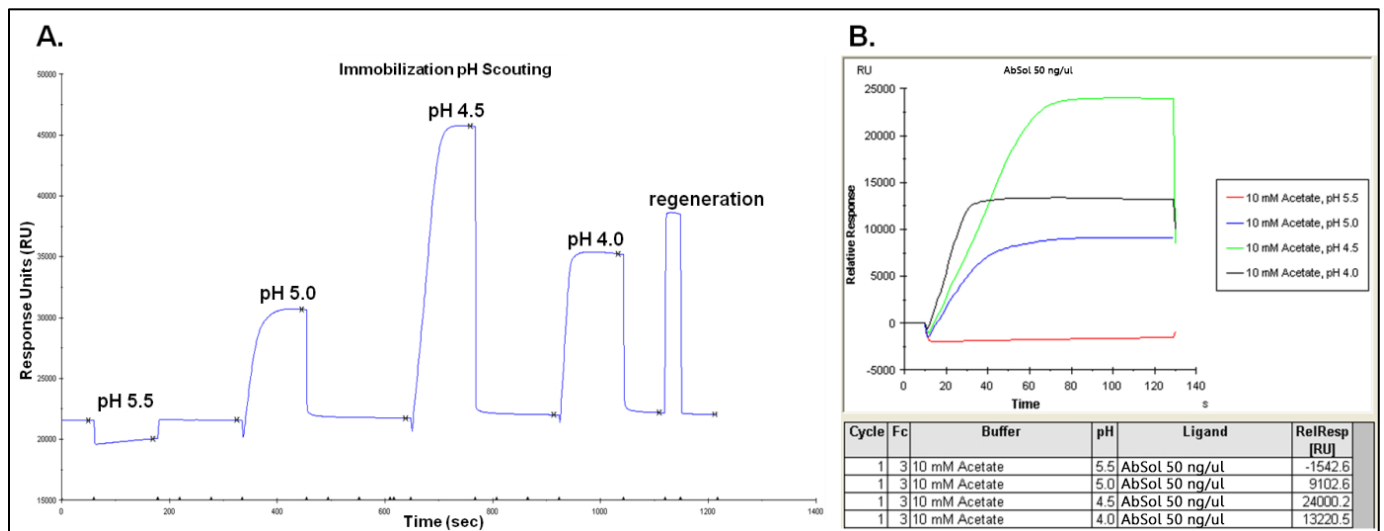 A.
Immobilization pH Scouting
Response Units (RU)
50000
45000
40000
35000
30000
25000
20000
15000
pH 5.5
pH 5.0
pH 4.5
pH 4.0
regeneration
0 200 400 600 800 1000 1200 1400
Time (sec)
B.
RU AbSol 50 ng/ul
Relative Response
25000
20000
15000
10000
5000
0
-5000
0 20 40 60 80 100 120 140
Time s
10 mM Acetate, pH 5.5
10 mM Acetate, pH 5.0
10 mM Acetate, pH 4.5
10 mM Acetate, pH 4.0
Cycle Fc Buffer pH Ligand RelResp [RU]
1 3 10 mM Acetate 5.5 AbSol 50 ng/ul -1542.6
1 3 10 mM Acetate 5.0 AbSol 50 ng/ul 9102.6
1 3 10 mM Acetate 4.5 AbSol 50 ng/ul 24000.2
1 3 10 mM Acetate 4.0 AbSol 50 ng/ul 13220.5